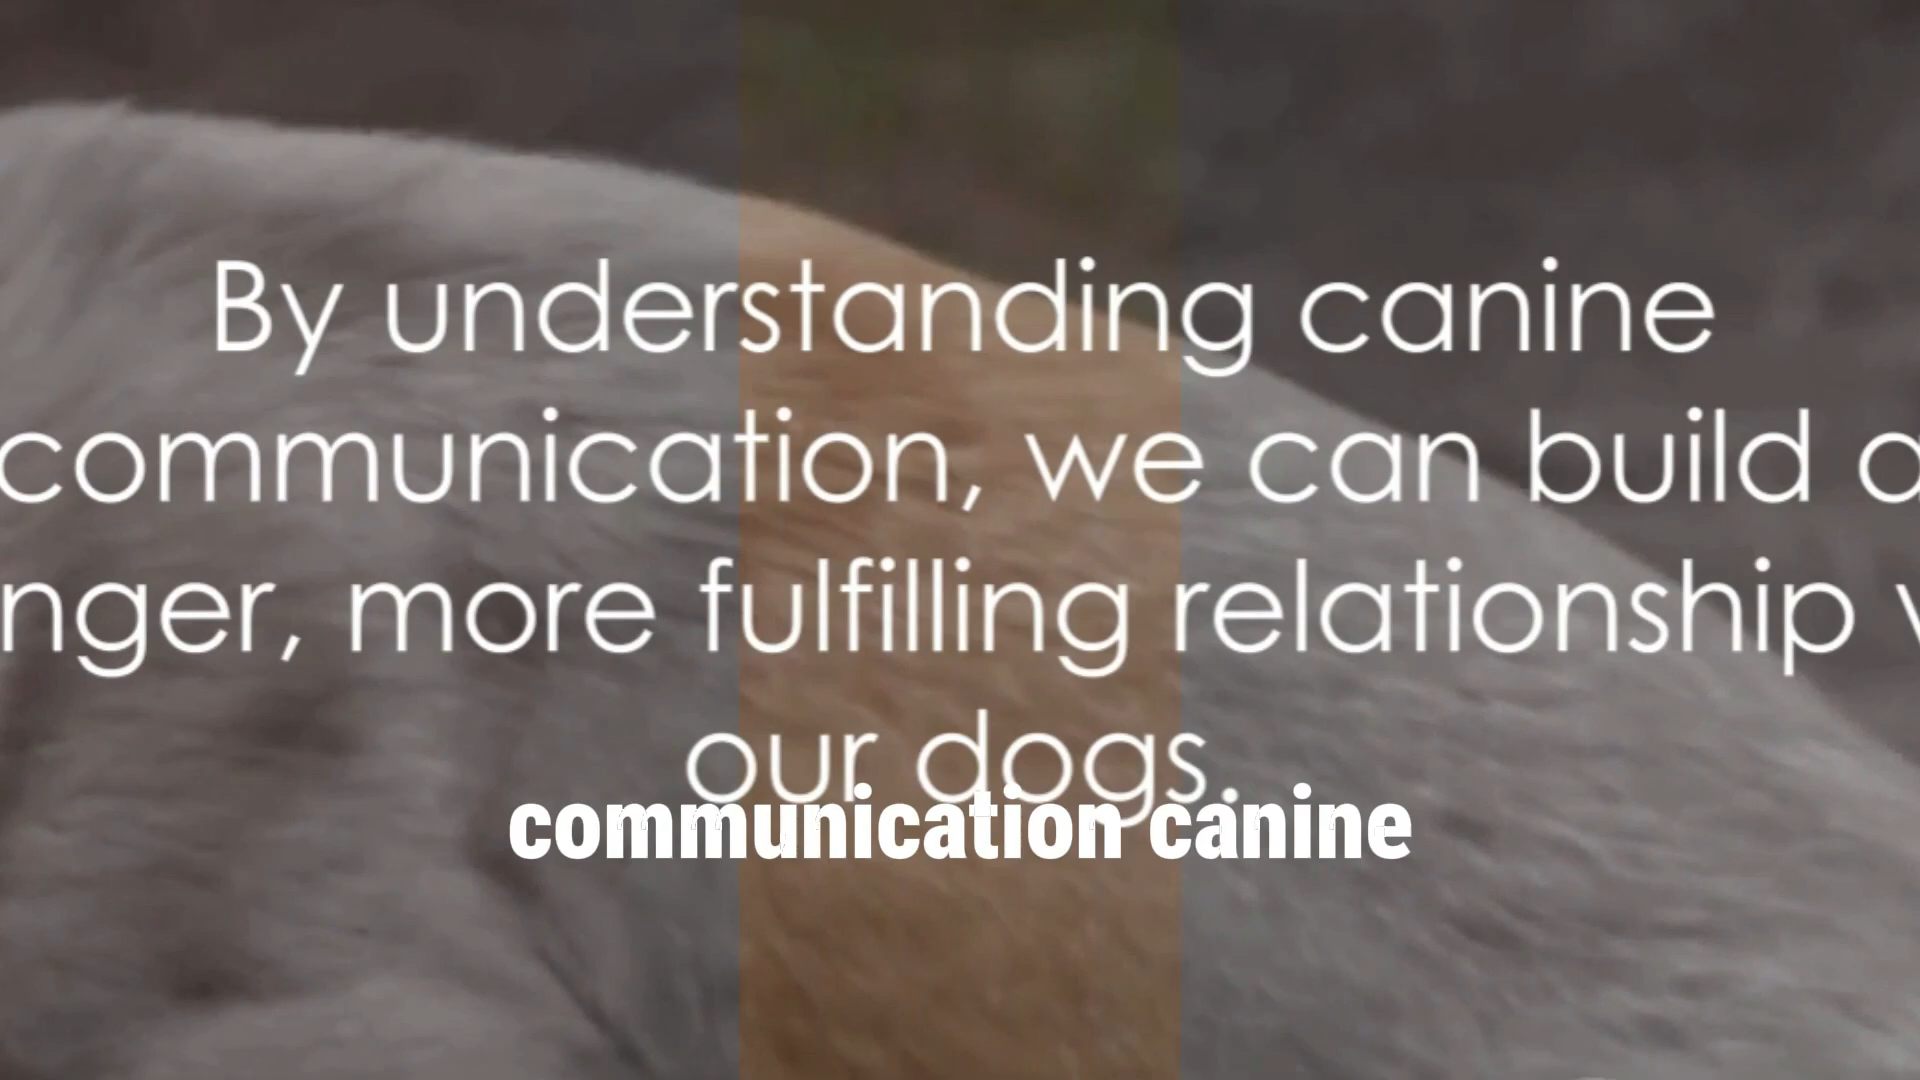 By understanding canine
communication, we can build a
nger, more fulfilling relationship
our dogs.
communication canine